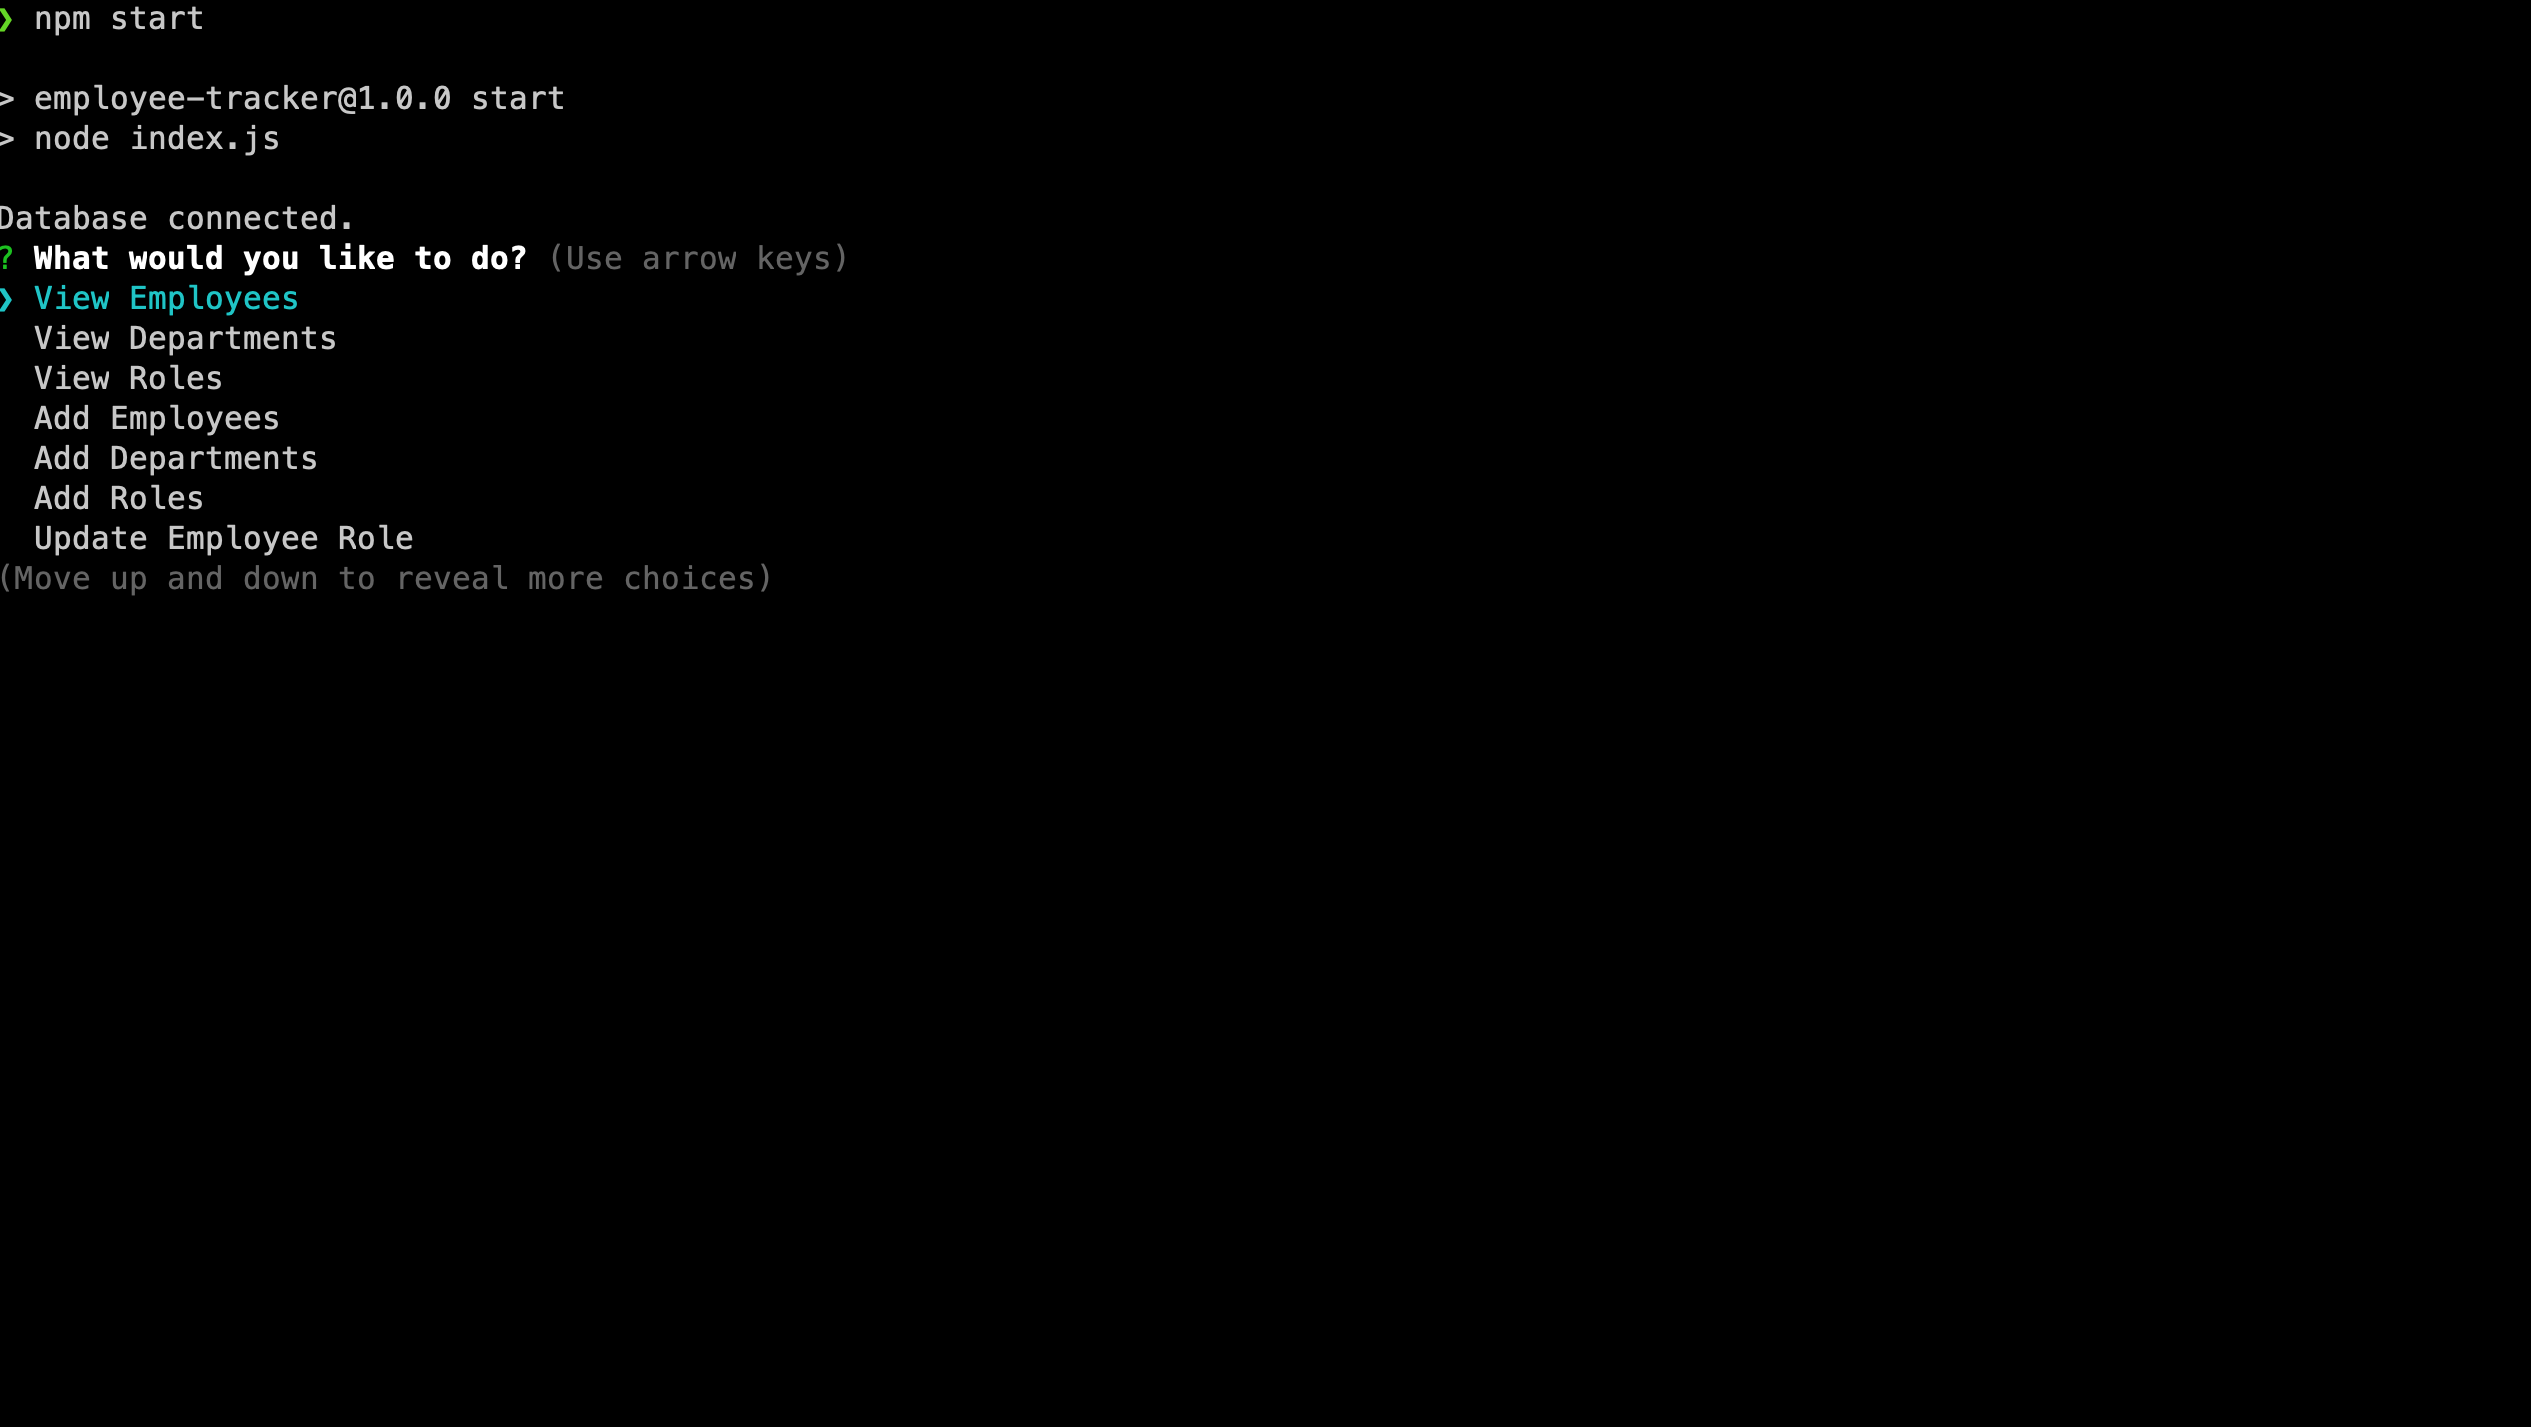 ❯ npm start
> employee-tracker@1.0.0 start
> node index.js
Database connected.
? What would you like to do? (Use arrow keys)
❯ View Employees
View Departments
View Roles
Add Employees
Add Departments
Add Roles
Update Employee Role
(Move up and down to reveal more choices)